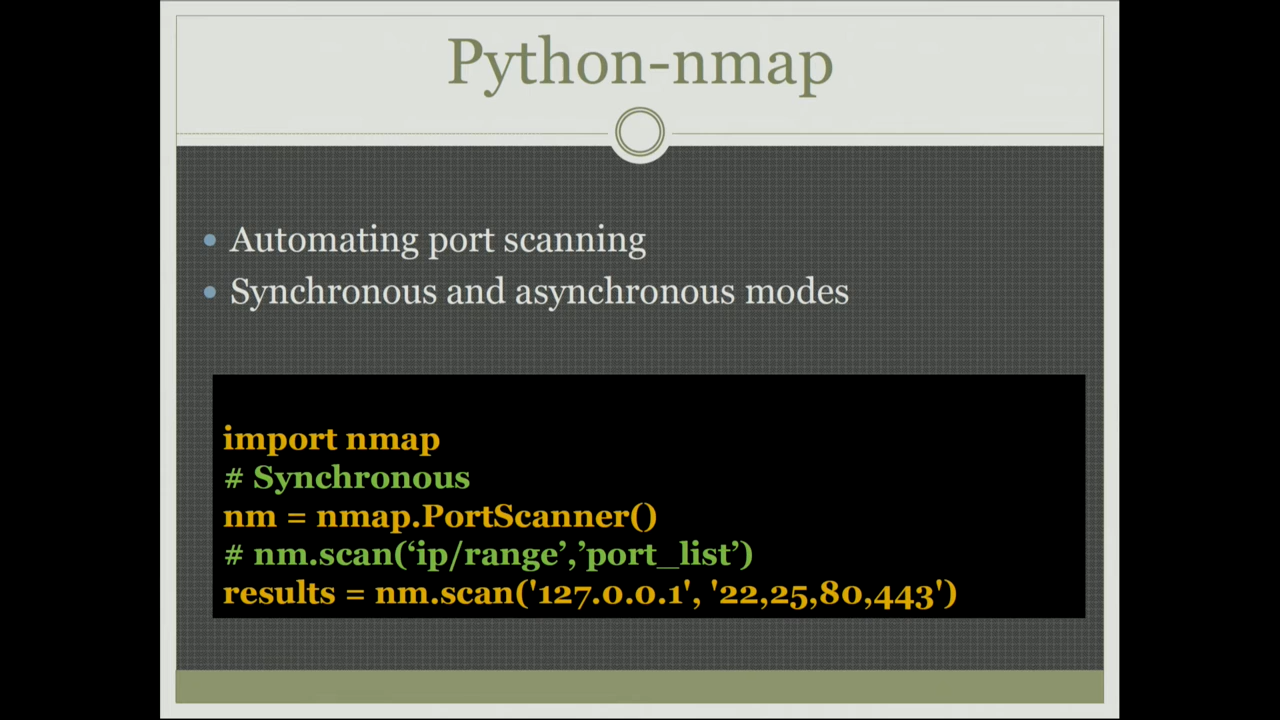 Python-nmap
Automating port scanning
Synchronous and asynchronous modes
import nmap
# Synchronous
nm = nmap.PortScanner()
# nm.scan(‘ip/range’,’port_list’)
results = nm.scan('127.0.0.1', '22,25,80,443')